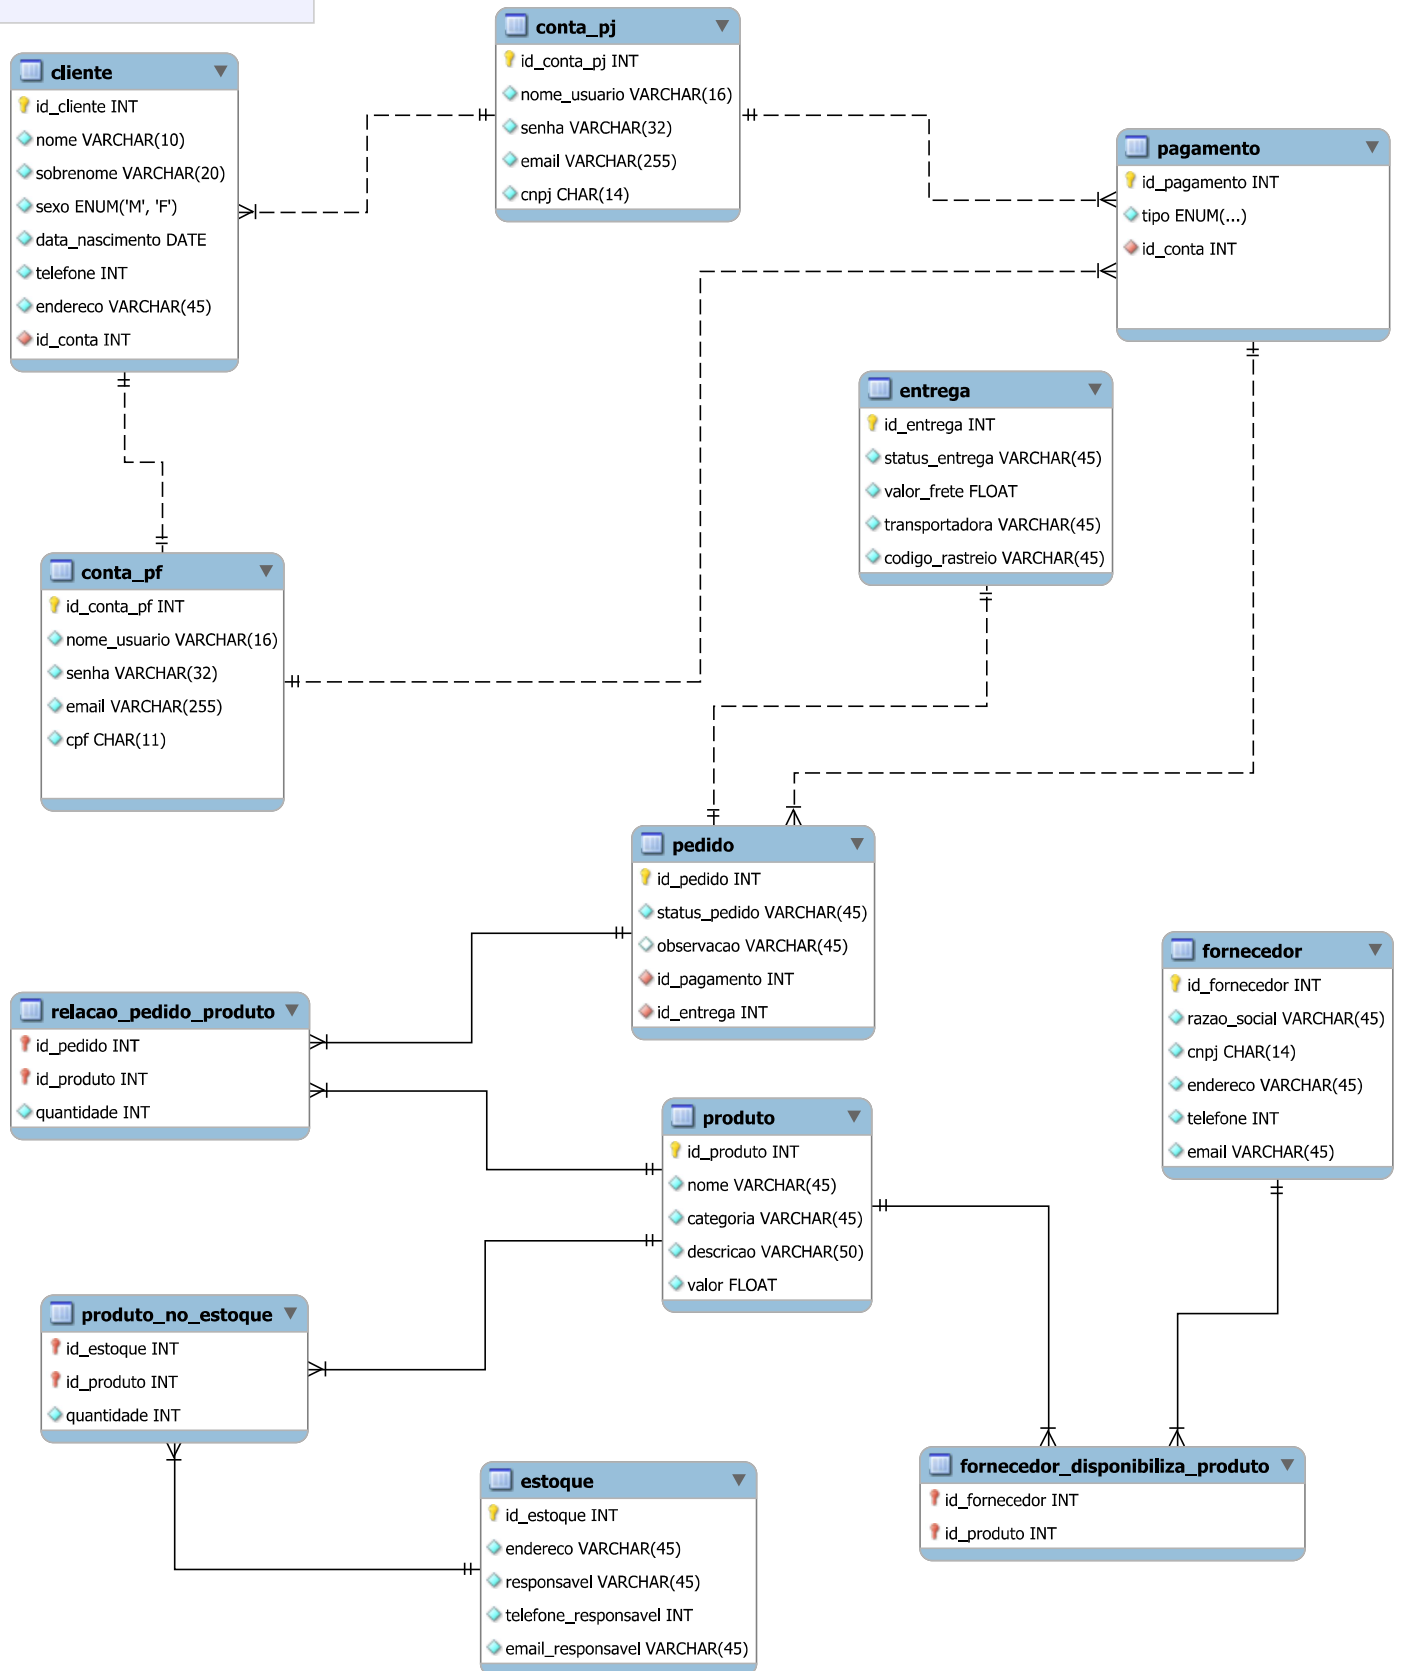 conta_pj
id_conta_pj INT
nome_usuario VARCHAR(16)
senha VARCHAR(32)
email VARCHAR(255)
cnpj CHAR(14)
cliente
id_cliente INT
nome VARCHAR(10)
sobrenome VARCHAR(20)
sexo ENUM('M', 'F')
data_nascimento DATE
telefone INT
endereco VARCHAR(45)
id_conta INT
pagamento
id_pagamento INT
tipo ENUM(...)
id_conta INT
entrega
id_entrega INT
status_entrega VARCHAR(45)
valor_frete FLOAT
transportadora VARCHAR(45)
codigo_rastreio VARCHAR(45)
conta_pf
id_conta_pf INT
nome_usuario VARCHAR(16)
senha VARCHAR(32)
email VARCHAR(255)
cpf CHAR(11)
pedido
id_pedido INT
status_pedido VARCHAR(45)
observacao VARCHAR(45)
id_pagamento INT
id_entrega INT
fornecedor
id_fornecedor INT
razao_social VARCHAR(45)
cnpj CHAR(14)
endereco VARCHAR(45)
telefone INT
email VARCHAR(45)
relacao_pedido_produto
id_pedido INT
id_produto INT
quantidade INT
produto
id_produto INT
nome VARCHAR(45)
categoria VARCHAR(45)
descricao VARCHAR(50)
valor FLOAT
produto_no_estoque
id_estoque INT
id_produto INT
quantidade INT
fornecedor_disponibiliza_produto
id_fornecedor INT
id_produto INT
estoque
id_estoque INT
endereco VARCHAR(45)
responsavel VARCHAR(45)
telefone_responsavel INT
email_responsavel VARCHAR(45)